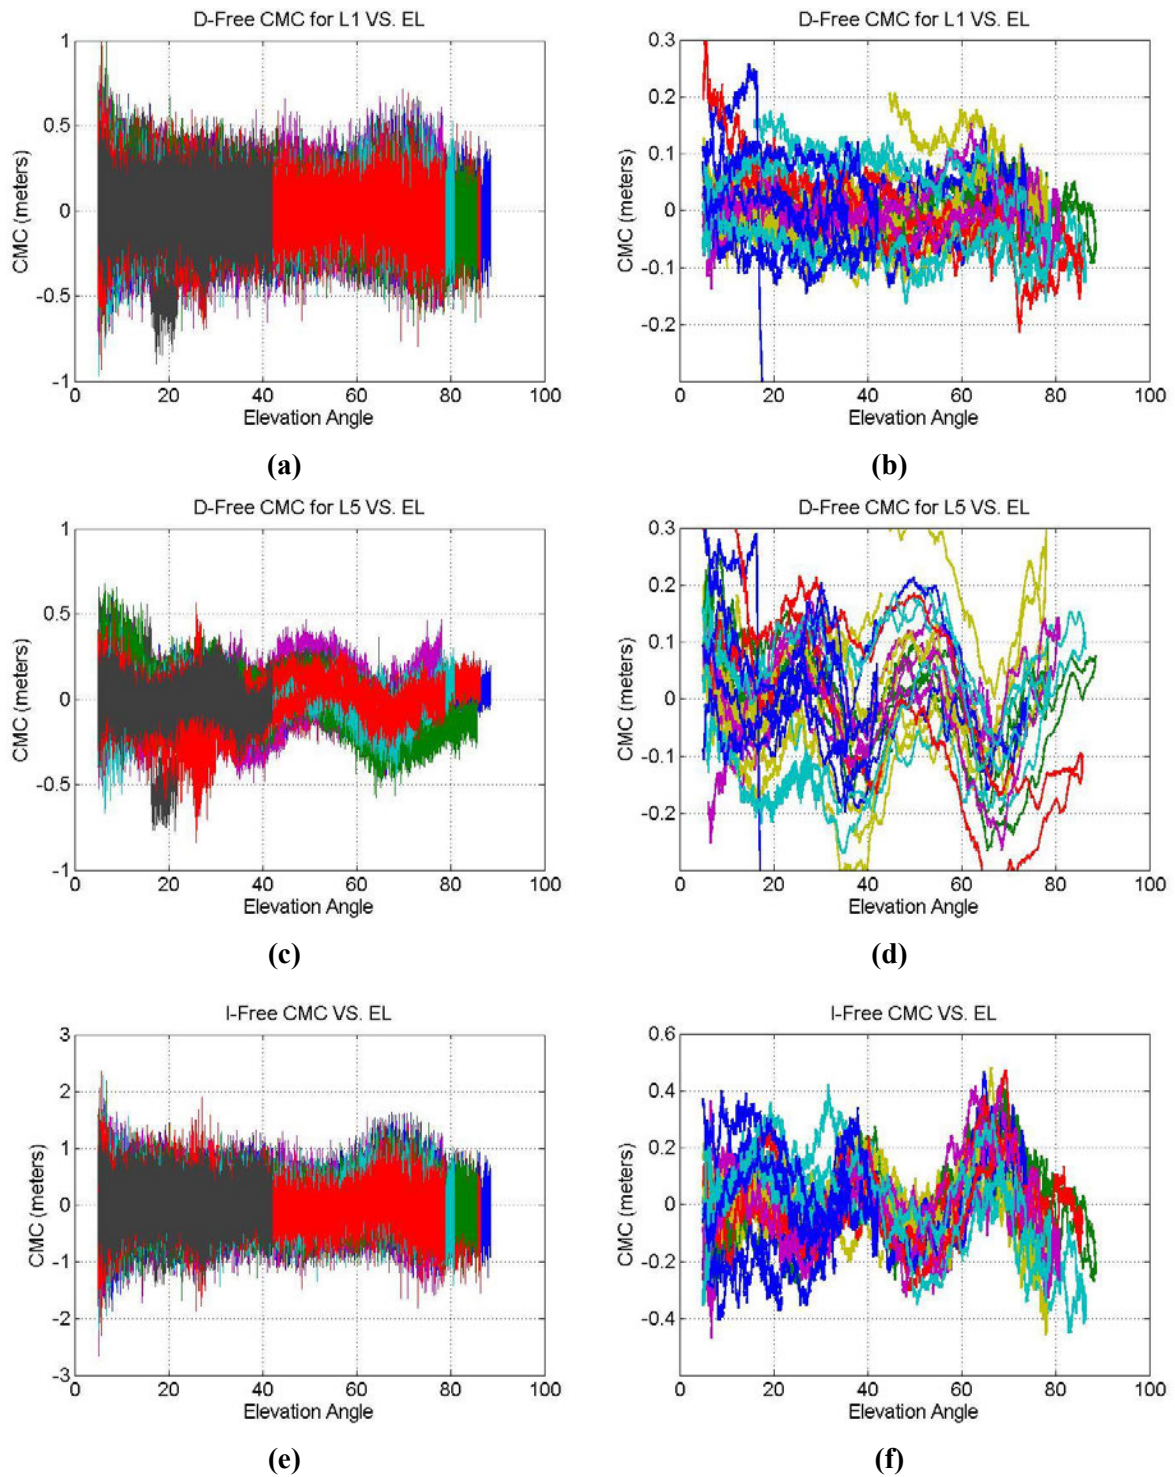 D-Free CMC for L1 VS. EL
1
0.5
0
-0.5
-1
CMC (meters)
0 20 40 60 80 100
Elevation Angle
(a)
D-Free CMC for L1 VS. EL
0.3
0.2
0.1
0
-0.1
-0.2
CMC (meters)
0 20 40 60 80 100
Elevation Angle
(b)
D-Free CMC for L5 VS. EL
1
0.5
0
-0.5
-1
CMC (meters)
0 20 40 60 80 100
Elevation Angle
(c)
D-Free CMC for L5 VS. EL
0.3
0.2
0.1
0
-0.1
-0.2
CMC (meters)
0 20 40 60 80 100
Elevation Angle
(d)
I-Free CMC VS. EL
3
2
1
0
-1
-2
-3
CMC (meters)
0 20 40 60 80 100
Elevation Angle
(e)
I-Free CMC VS. EL
0.6
0.4
0.2
0
-0.2
-0.4
CMC (meters)
0 20 40 60 80 100
Elevation Angle
(f)